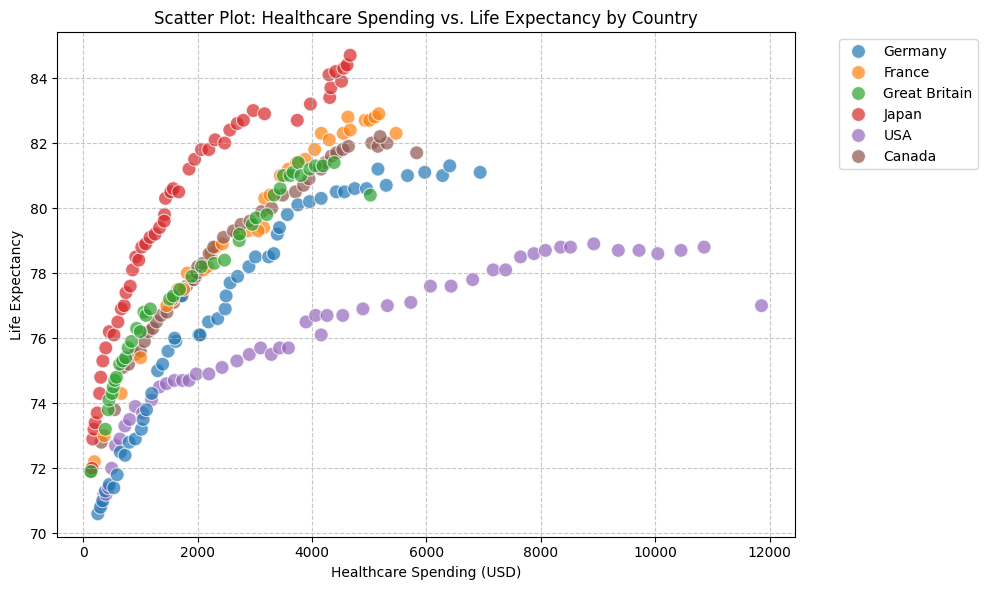 Scatter Plot: Healthcare Spending vs. Life Expectancy by Country
Life Expectancy
84
82
80
78
76
74
72
70
0 2000 4000 6000 8000 10000 12000
Healthcare Spending (USD)
Germany
France
Great Britain
Japan
USA
Canada